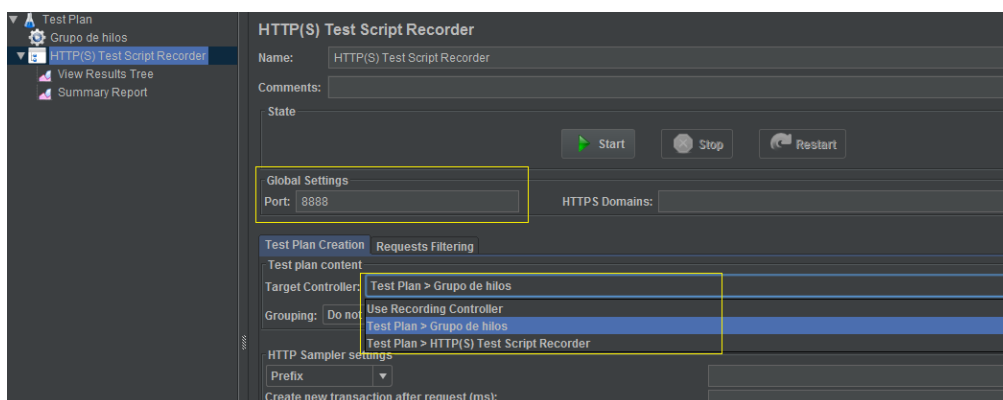 Test Plan
Grupo de hilos
HTTP(S) Test Script Recorder
View Results Tree
Summary Report
HTTP(S) Test Script Recorder
Name: HTTP(S) Test Script Recorder
Comments:
State
Start Stop Restart
Global Settings
Port: 8888 HTTPS Domains:
Test Plan Creation Requests Filtering
Test plan content
Target Controller: Test Plan > Grupo de hilos
Use Recording Controller
Grouping: Do not
Test Plan > Grupo de hilos
Test Plan > HTTP(S) Test Script Recorder
HTTP Sampler settings
Prefix
Create new transaction after request (ms):